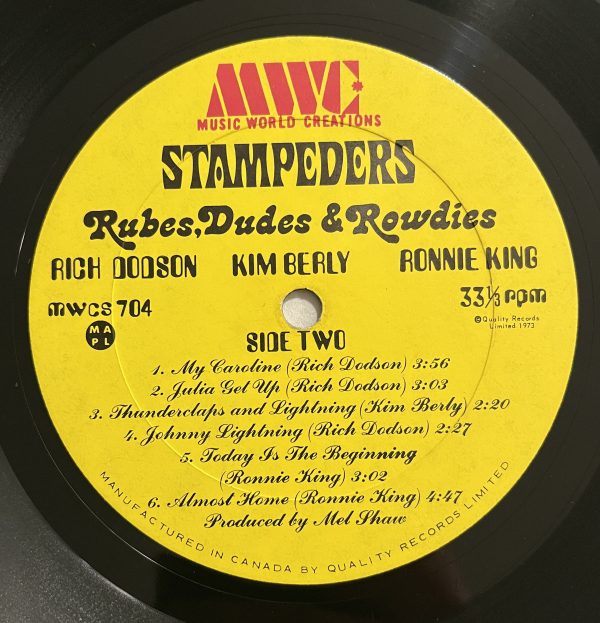 MWC
MUSIC WORLD CREATIONS
STAMPEDERS
Rubes, Dudes & Rowdies
RICH DODSON KIM BERLY RONNIE KING
MWCS 704
33⅓ rpm
© Quality Records
Limited 1973
MAPL
SIDE TWO
1. My Caroline (Rich Dodson) 3:56
2. Julia Get Up (Rich Dodson) 3:03
3. Thunderclaps and Lightning (Kim Berly) 2:20
4. Johnny Lightning (Rich Dodson) 2:27
5. Today Is The Beginning
(Ronnie King) 3:02
6. Almost Home (Ronnie King) 4:47
Produced by Mel Shaw
MANUFACTURED IN CANADA BY QUALITY RECORDS LIMITED